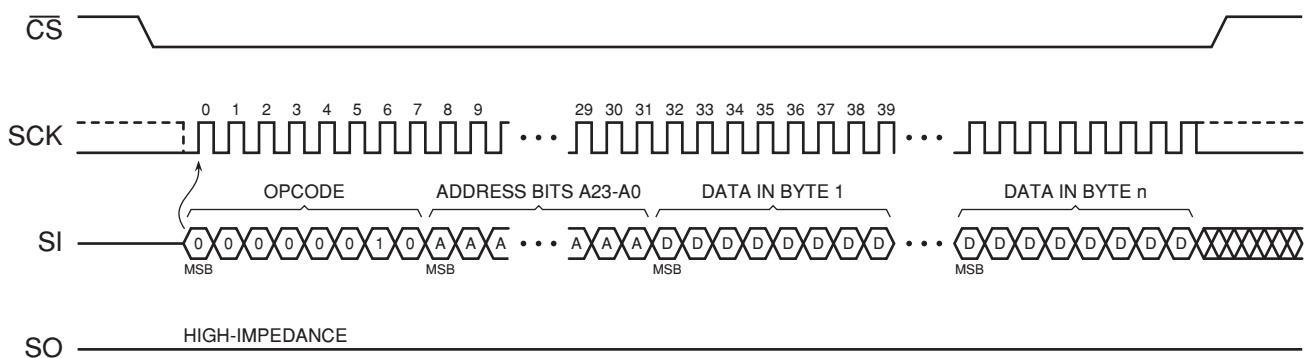 CS
0 1 2 3 4 5 6 7 8 9 29 30 31 32 33 34 35 36 37 38 39
SCK
OPCODE ADDRESS BITS A23-A0 DATA IN BYTE 1 DATA IN BYTE n
SI 0 0 0 0 0 0 1 0 A A A A A A D D D D D D D D D D D D D D D D
MSB MSB MSB MSB
HIGH-IMPEDANCE
SO